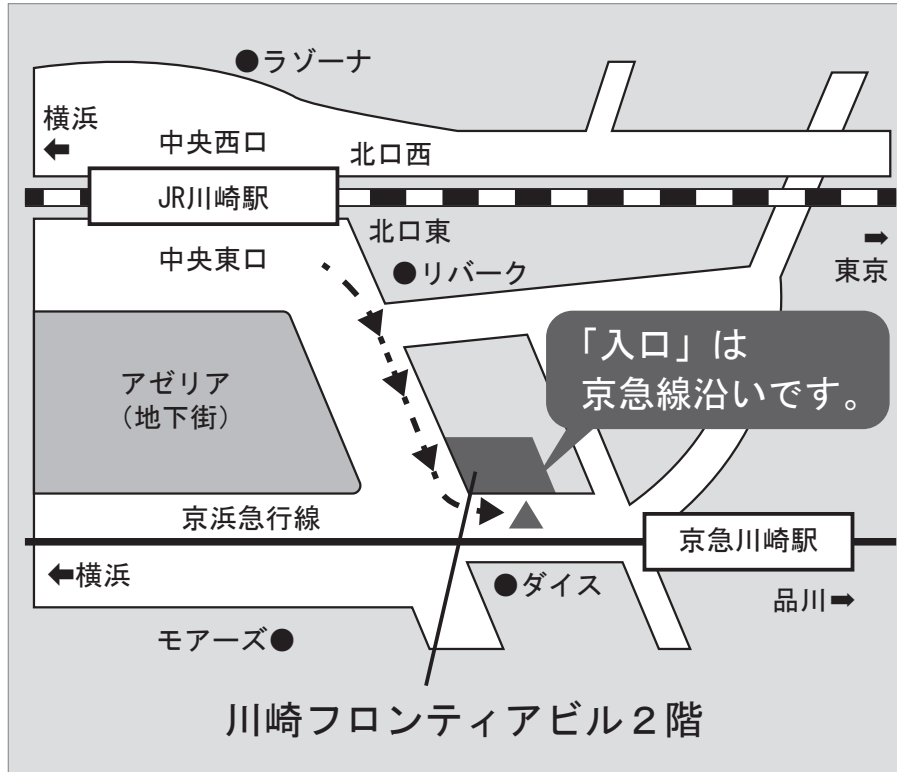 ●ラゾーナ
横浜
←
中央西口
北口西
JR川崎駅
北口東
中央東口
●リバーク
→
東京
「入口」は
京急線沿いです。
アゼリア
（地下街）
京浜急行線
京急川崎駅
←横浜
●ダイス
品川→
モアーズ●
川崎フロンティアビル２階